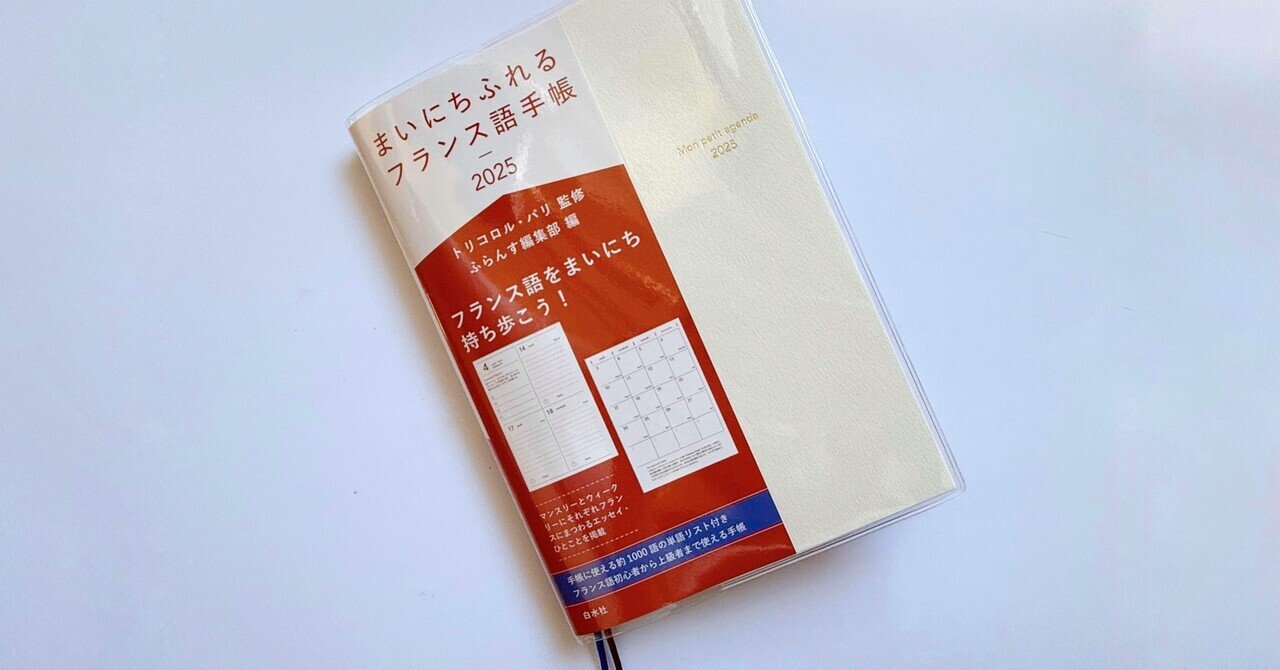 まいにちふれる
フランス語手帳
2025
トリコロル・パリ 監修
ふらんす編集部 編
フランス語をまいにち
持ち歩こう！
4
14
17
18
マンスリーとウィーク
リーにそれぞれフラン
スにまつわるエッセイ・
ひとことを掲載
手帳に使える約1000語の単語リスト付き
フランス語初心者から上級者まで使える手帳
白水社
Mon petit agenda
2025